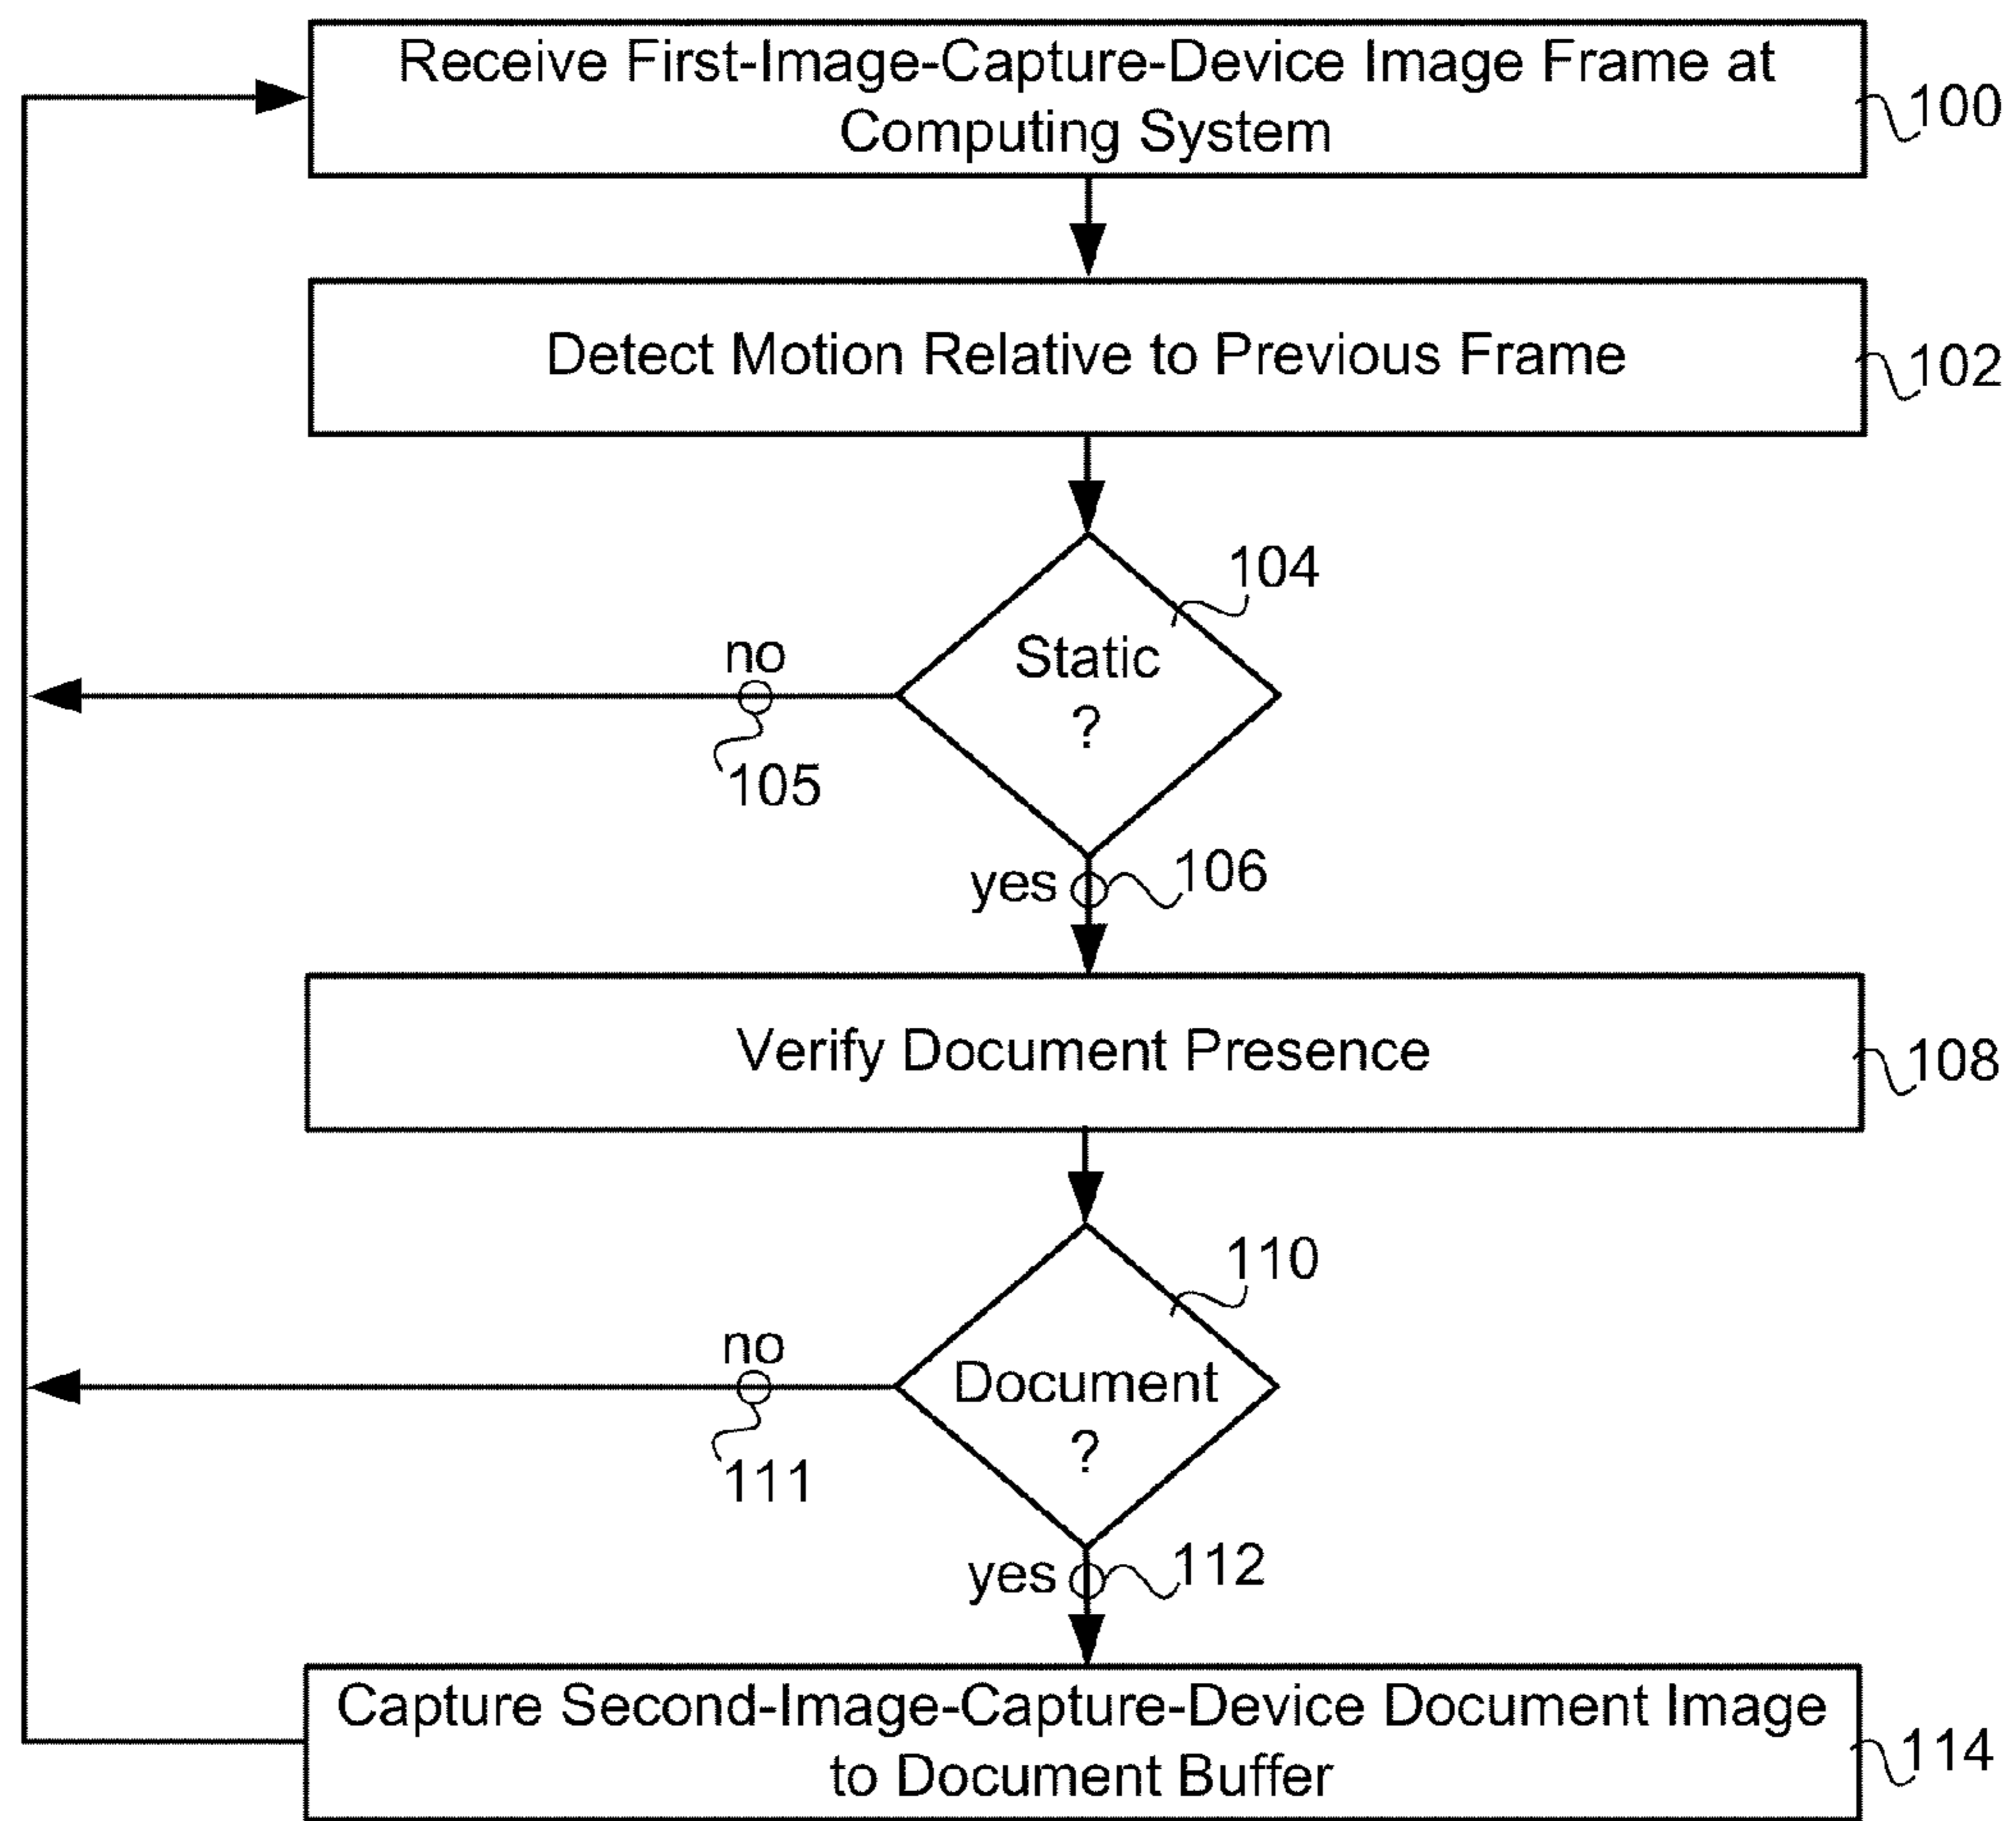 Receive First-Image-Capture-Device Image Frame at
Computing System
100
Detect Motion Relative to Previous Frame
102
104
Static
?
no
105
yes
106
Verify Document Presence
108
110
Document
?
no
111
yes
112
Capture Second-Image-Capture-Device Document Image
to Document Buffer
114